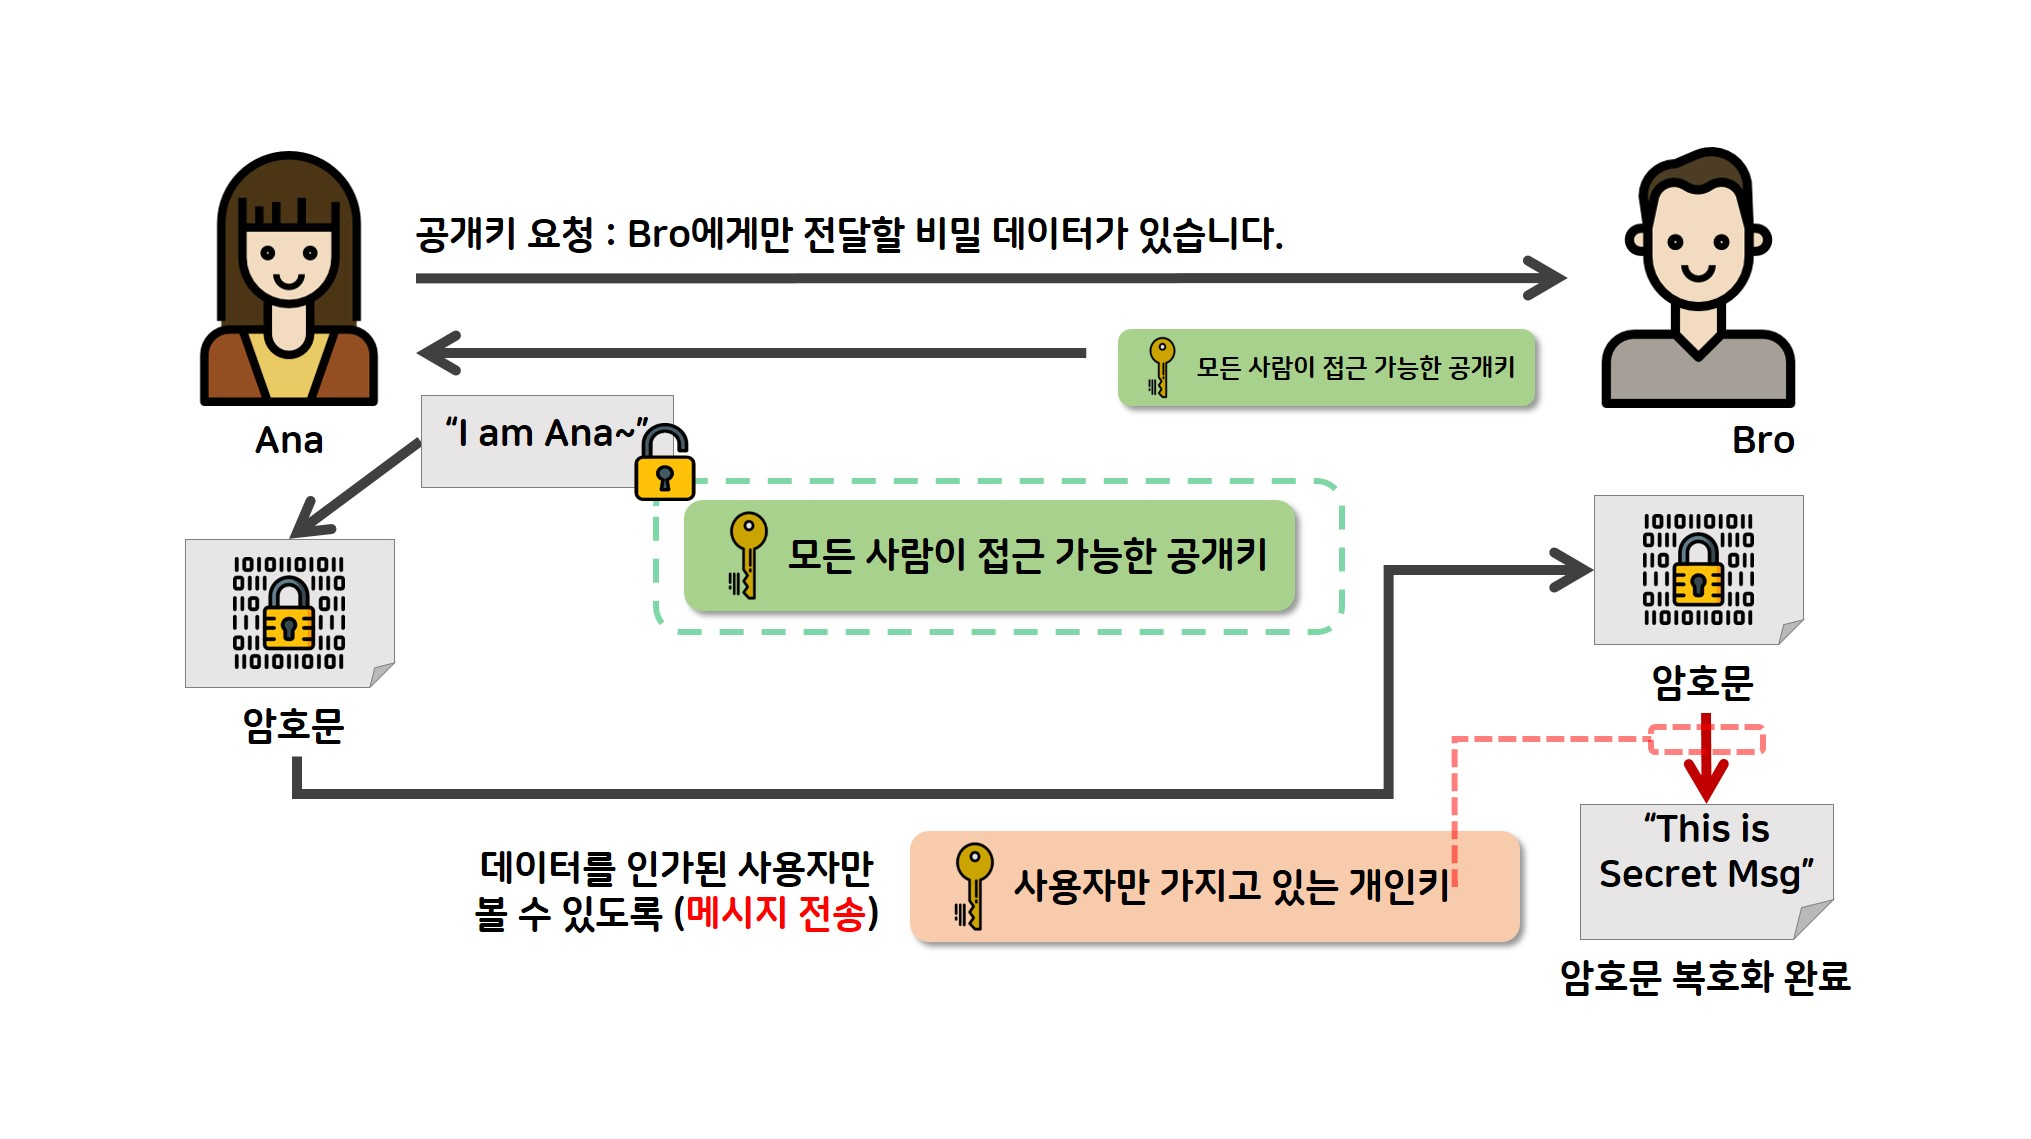 공개키 요청 : Bro에게만 전달할 비밀 데이터가 있습니다.
모든 사람이 접근 가능한 공개키
Ana
Bro
“I am Ana~”
모든 사람이 접근 가능한 공개키
암호문
암호문
데이터를 인가된 사용자만
볼 수 있도록 (메시지 전송)
사용자만 가지고 있는 개인키
“This is
Secret Msg”
암호문 복호화 완료